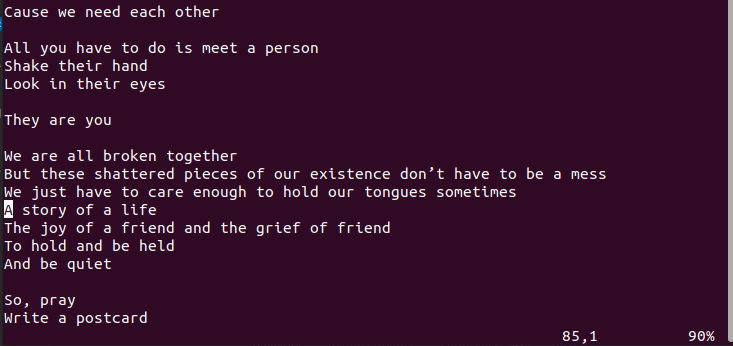 Cause we need each other

All you have to do is meet a person
Shake their hand
Look in their eyes

They are you

We are all broken together
But these shattered pieces of our existence don’t have to be a mess
We just have to care enough to hold our tongues sometimes
A story of a life
The joy of a friend and the grief of friend
To hold and be held
And be quiet

So, pray
Write a postcard
85,1 90%